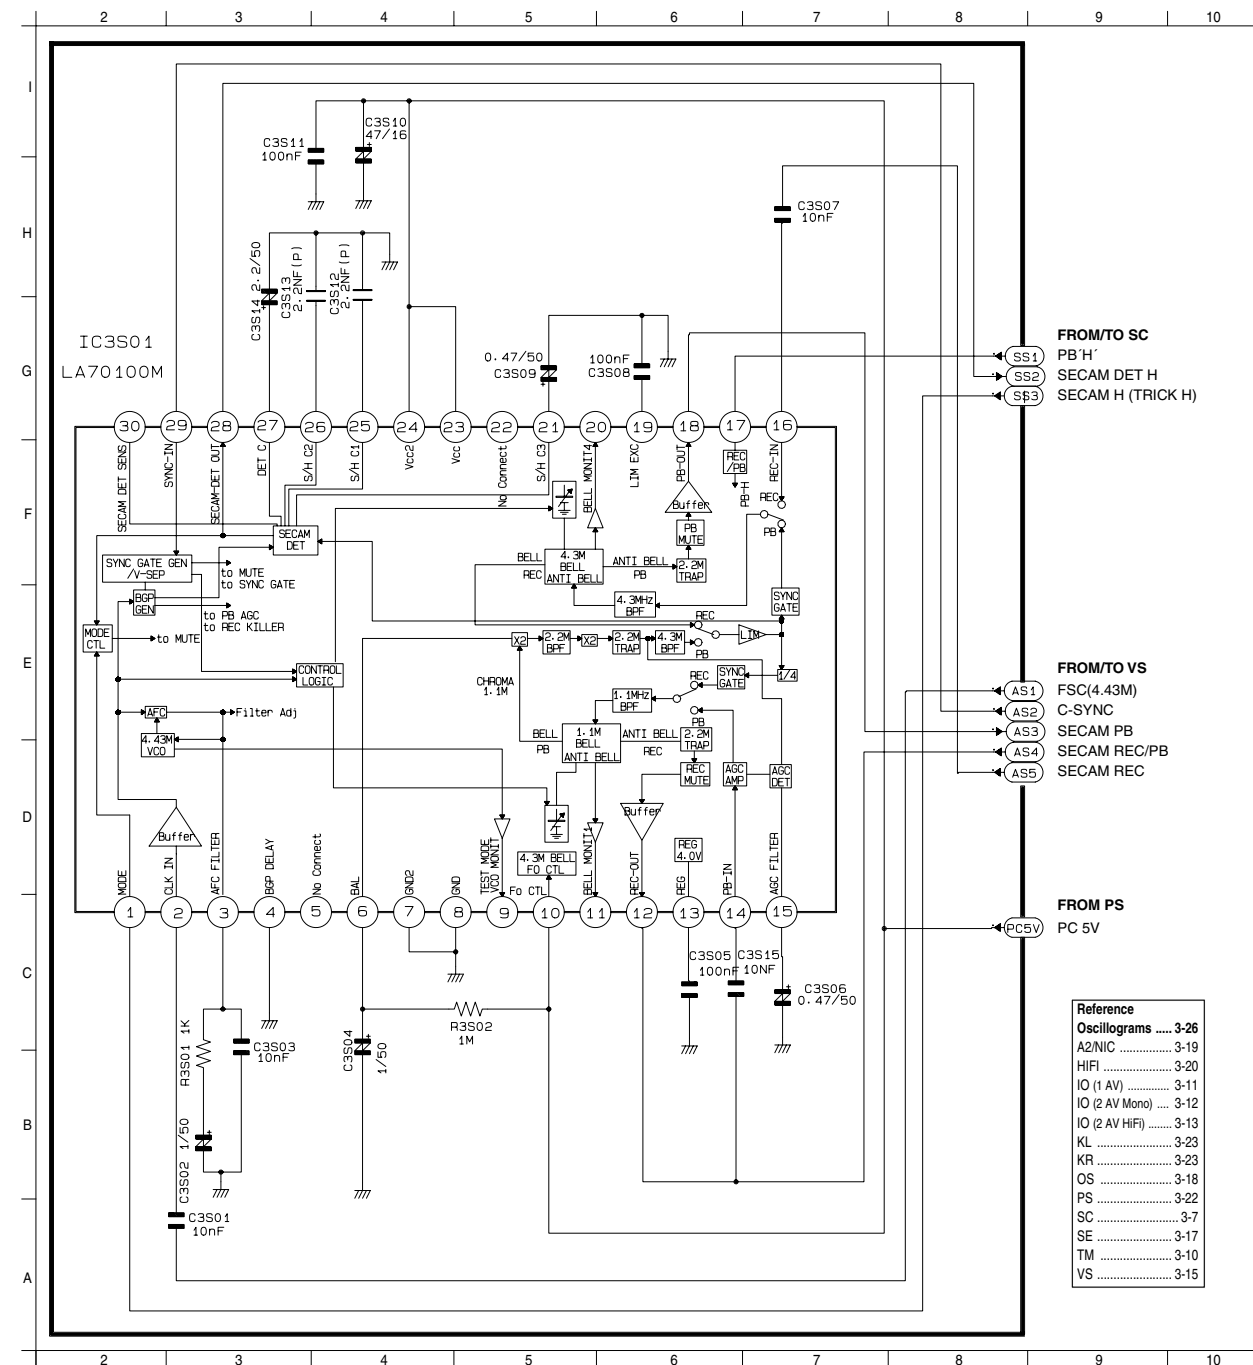 2 3 4 5 6 7 8 9 10
I
H
G
F
E
D
C
B
A
C3S11
100nF
C3S10
47/16
C3S07
10nF
C3S14 2.2/50
C3S13
2.2NF(P)
C3S12
2.2NF(P)
IC3S01
LA70100M
0.47/50
C3S09
100nF
C3S08
FROM/TO SC
SS1 PB´H´
SS2 SECAM DET H
SS3 SECAM H (TRICK H)
30 29 28 27 26 25 24 23 22 21 20 19 18 17 16
SECAM DET SENS
SYNC-IN
SECAM-DET OUT
DET C
S/H C2
S/H C1
Vcc2
Vcc
No Connect
S/H C3
BELL MONIT4
LIM EXC
PB-OUT
REC
/PB
PB-H
REC-IN
REC
PB
Buffer
PB
MUTE
SECAM
DET
SYNC GATE GEN
/V-SEP
to MUTE
to SYNC GATE
BELL
REC
4.3M
BELL
ANTI BELL
ANTI BELL
PB
2.2M
TRAP
BGP
GEN
to PB AGC
to REC KILLER
4.3MHz
BPF
SYNC
GATE
MODE
CTL
to MUTE
X2
2.2M
BPF
X2
2.2M
TRAP
4.3M
BPF
REC
PB
LIM
CONTROL
LOGIC
CHROMA
1.1M
1.1MHz
BPF
REC
PB
SYNC
GATE
1/4
AFC
Filter Adj
4.43M
VCO
BELL
PB
1.1M
BELL
ANTI BELL
ANTI BELL
REC
2.2M
TRAP
REC
MUTE
AGC
AMP
AGC
DET
Buffer
Buffer
4.3M BELL
FO CTL
REG
4.0V
FROM/TO VS
AS1 FSC(4.43M)
AS2 C-SYNC
AS3 SECAM PB
AS4 SECAM REC/PB
AS5 SECAM REC
MODE
CLK IN
AFC FILTER
BGP DELAY
No Connect
BAL
GND2
GND
TEST MODE
VCO MONIT
Fo CTL
BELL MONIT1
REC-OUT
REG
PB-IN
AGC FILTER
1 2 3 4 5 6 7 8 9 10 11 12 13 14 15
FROM PS
PC5V PC 5V
C3S05
100nF
C3S15
10NF
C3S06
0.47/50
R3S02
1M
R3S01 1K
C3S03
10nF
C3S04
1/50
C3S02 1/50
C3S01
10nF
Reference
Oscillograms ..... 3-26
A2/NIC ................ 3-19
HIFI ...................... 3-20
IO (1 AV) ............. 3-11
IO (2 AV Mono) .... 3-12
IO (2 AV HiFi) ........ 3-13
KL ....................... 3-23
KR ....................... 3-23
OS ....................... 3-18
PS ....................... 3-22
SC ......................... 3-7
SE ....................... 3-17
TM ...................... 3-10
VS ....................... 3-15
2 3 4 5 6 7 8 9 10